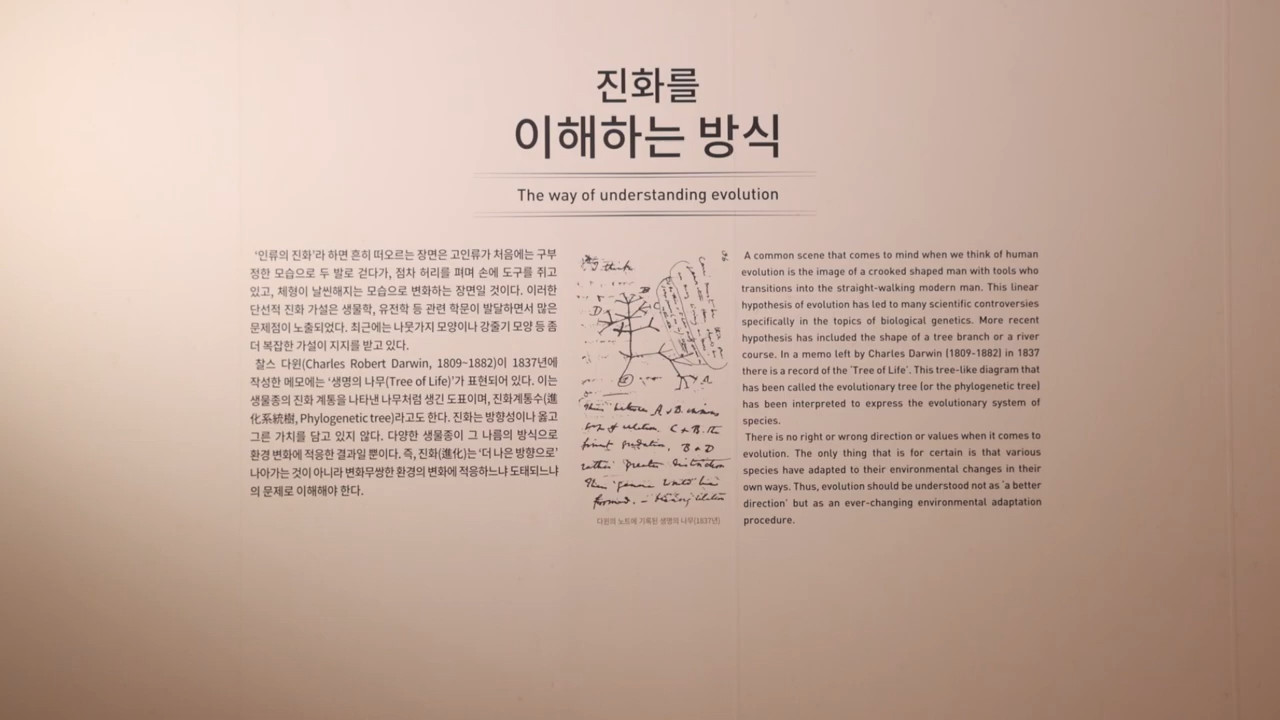 진화를
이해하는 방식
The way of understanding evolution
'인류의 진화'라 하면 흔히 떠오르는 장면은 고인류가 처음에는 구부
정한 모습으로 두 발로 걷다가, 점차 허리를 펴며 손에 도구를 쥐고
있고, 체형이 날씬해지는 모습으로 변화하는 장면일 것이다. 이러한
단선적 진화 가설은 생물학, 유전학 등 관련 학문이 발달하면서 많은
문제점이 노출되었다. 최근에는 나뭇가지 모양이나 강줄기 모양 등 좀
더 복잡한 가설이 지지를 받고 있다.
찰스 다윈(Charles Robert Darwin, 1809~1882)이 1837년에
작성한 메모에는 '생명의 나무(Tree of Life)'가 표현되어 있다. 이는
생물종의 진화 계통을 나타낸 나무처럼 생긴 도표이며, 진화계통수(進
化系統樹, Phylogenetic tree)라고도 한다. 진화는 방향성이나 옳고
그른 가치를 담고 있지 않다. 다양한 생물종이 그 나름의 방식으로
환경 변화에 적응한 결과일 뿐이다. 즉, 진화(進化)는 '더 나은 방향으로'
나아가는 것이 아니라 변화무쌍한 환경의 변화에 적응하느냐 도태되느냐
의 문제로 이해해야 한다.
I think
B
D
A
Thus between A & B. immens
gap of relation. C & B. the
finest gradation, B & D
rather greater distinction
Thus genera would be
formed. — relation
다윈의 노트에 기록된 생명의 나무(1837년)
A common scene that comes to mind when we think of human
evolution is the image of a crooked shaped man with tools who
transitions into the straight-walking modern man. This linear
hypothesis of evolution has led to many scientific controversies
specifically in the topics of biological genetics. More recent
hypothesis has included the shape of a tree branch or a river
course. In a memo left by Charles Darwin (1809-1882) in 1837
there is a record of the 'Tree of Life'. This tree-like diagram that
has been called the evolutionary tree (or the phylogenetic tree)
has been interpreted to express the evolutionary system of
species.
There is no right or wrong direction or values when it comes to
evolution. The only thing that is for certain is that various
species have adapted to their environmental changes in their
own ways. Thus, evolution should be understood not as 'a better
direction' but as an ever-changing environmental adaptation
procedure.